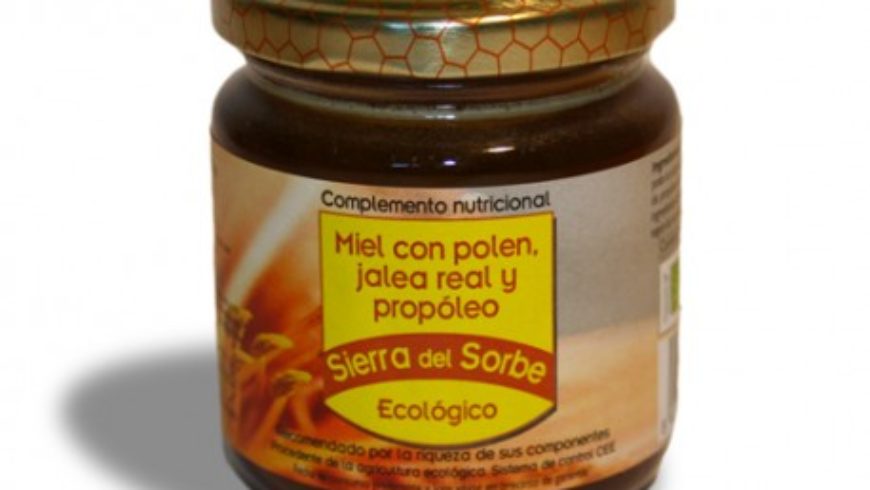 Complemento nutricional
Miel con polen,
jalea real y
propóleo
Sierra del Sorbe
Ecológico
Recomendado por la riqueza de sus componentes
Procedente de la agricultura ecológica. Sistema de control CEE